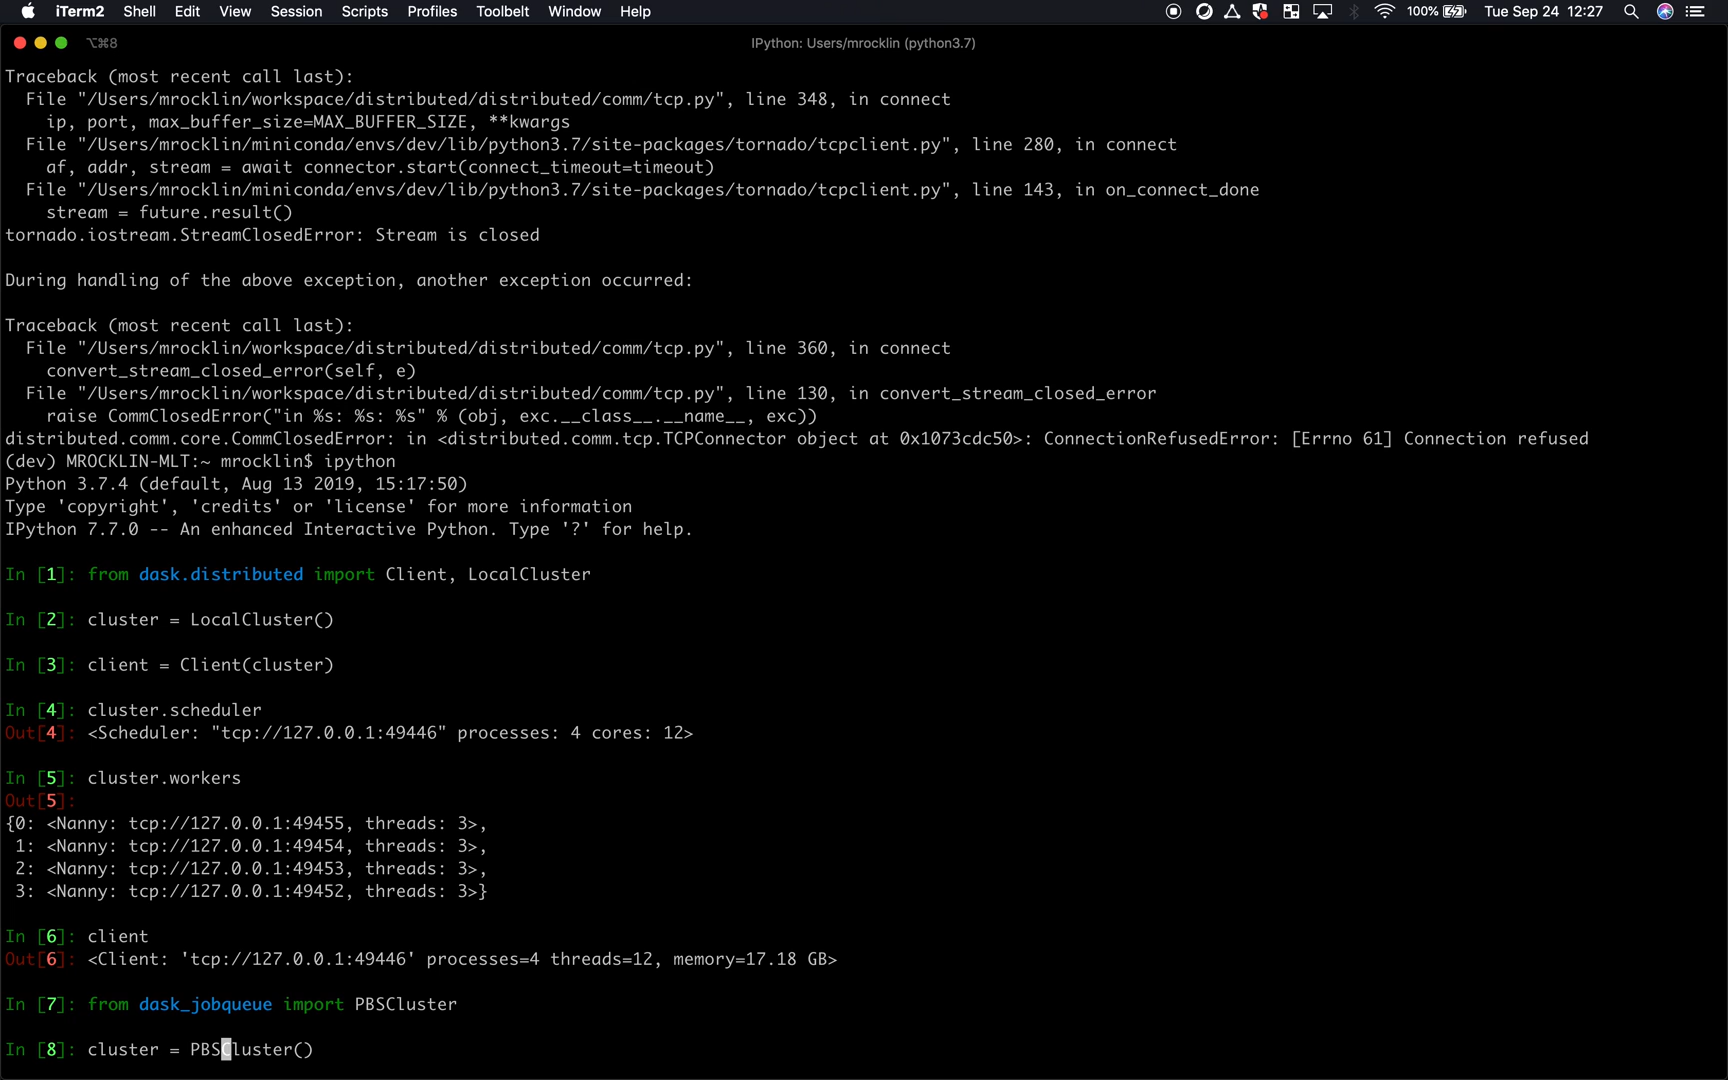 iTerm2 Shell Edit View Session Scripts Profiles Toolbelt Window Help 100% Tue Sep 24 12:27
⌥⌘8 IPython: Users/mrocklin (python3.7)
Traceback (most recent call last):
  File "/Users/mrocklin/workspace/distributed/distributed/comm/tcp.py", line 348, in connect
    ip, port, max_buffer_size=MAX_BUFFER_SIZE, **kwargs
  File "/Users/mrocklin/miniconda/envs/dev/lib/python3.7/site-packages/tornado/tcpclient.py", line 280, in connect
    af, addr, stream = await connector.start(connect_timeout=timeout)
  File "/Users/mrocklin/miniconda/envs/dev/lib/python3.7/site-packages/tornado/tcpclient.py", line 143, in on_connect_done
    stream = future.result()
tornado.iostream.StreamClosedError: Stream is closed
During handling of the above exception, another exception occurred:
Traceback (most recent call last):
  File "/Users/mrocklin/workspace/distributed/distributed/comm/tcp.py", line 360, in connect
    convert_stream_closed_error(self, e)
  File "/Users/mrocklin/workspace/distributed/distributed/comm/tcp.py", line 130, in convert_stream_closed_error
    raise CommClosedError("in %s: %s: %s" % (obj, exc.__class__.__name__, exc))
distributed.comm.core.CommClosedError: in <distributed.comm.tcp.TCPConnector object at 0x1073cdc50>: ConnectionRefusedError: [Errno 61] Connection refused
(dev) MROCKLIN-MLT:~ mrocklin$ ipython
Python 3.7.4 (default, Aug 13 2019, 15:17:50)
Type 'copyright', 'credits' or 'license' for more information
IPython 7.7.0 -- An enhanced Interactive Python. Type '?' for help.
In [1]: from dask.distributed import Client, LocalCluster
In [2]: cluster = LocalCluster()
In [3]: client = Client(cluster)
In [4]: cluster.scheduler
Out[4]: <Scheduler: "tcp://127.0.0.1:49446" processes: 4 cores: 12>
In [5]: cluster.workers
Out[5]:
{0: <Nanny: tcp://127.0.0.1:49455, threads: 3>,
 1: <Nanny: tcp://127.0.0.1:49454, threads: 3>,
 2: <Nanny: tcp://127.0.0.1:49453, threads: 3>,
 3: <Nanny: tcp://127.0.0.1:49452, threads: 3>}
In [6]: client
Out[6]: <Client: 'tcp://127.0.0.1:49446' processes=4 threads=12, memory=17.18 GB>
In [7]: from dask_jobqueue import PBSCluster
In [8]: cluster = PBSCluster()